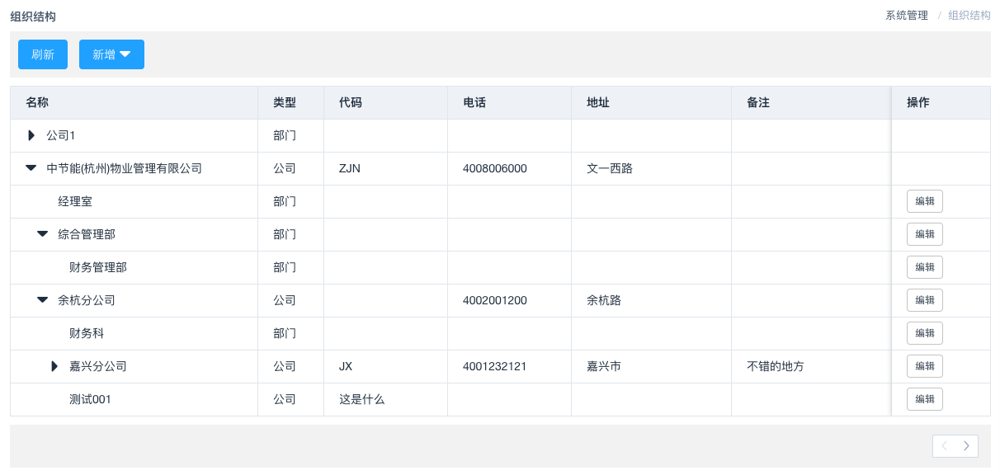 组织结构
系统管理 / 组织结构
刷新 新增
名称 类型 代码 电话 地址 备注 操作
公司1 部门
中节能(杭州)物业管理有限公司 公司 ZJN 4008006000 文一西路
经理室 部门 编辑
综合管理部 部门 编辑
财务管理部 部门 编辑
余杭分公司 公司 4002001200 余杭路 编辑
财务科 部门 编辑
嘉兴分公司 公司 JX 4001232121 嘉兴市 不错的地方 编辑
测试001 公司 这是什么 编辑